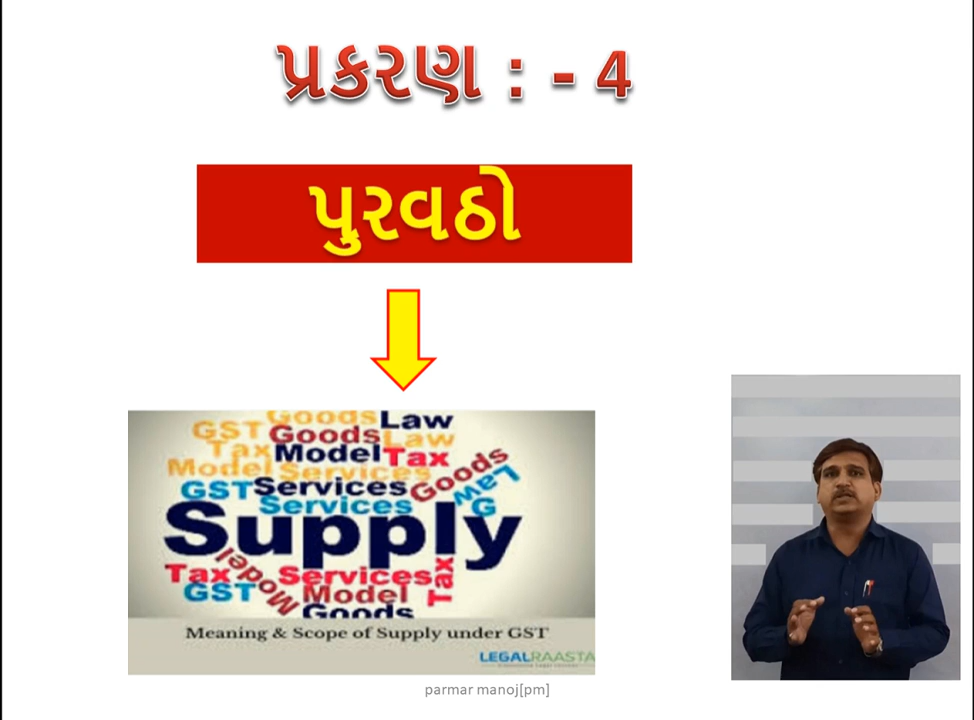 પ્રકરણ : - 4
પુરવઠો
Goods Law
GST Goods Law
Tax Model Tax
Model Services Goods
GST Services Law
Services G
Supply
Model
Tax Services Tax
GST Model
Goods
Meaning & Scope of Supply under GST
LEGALRAASTA
parmar manoj[pm]